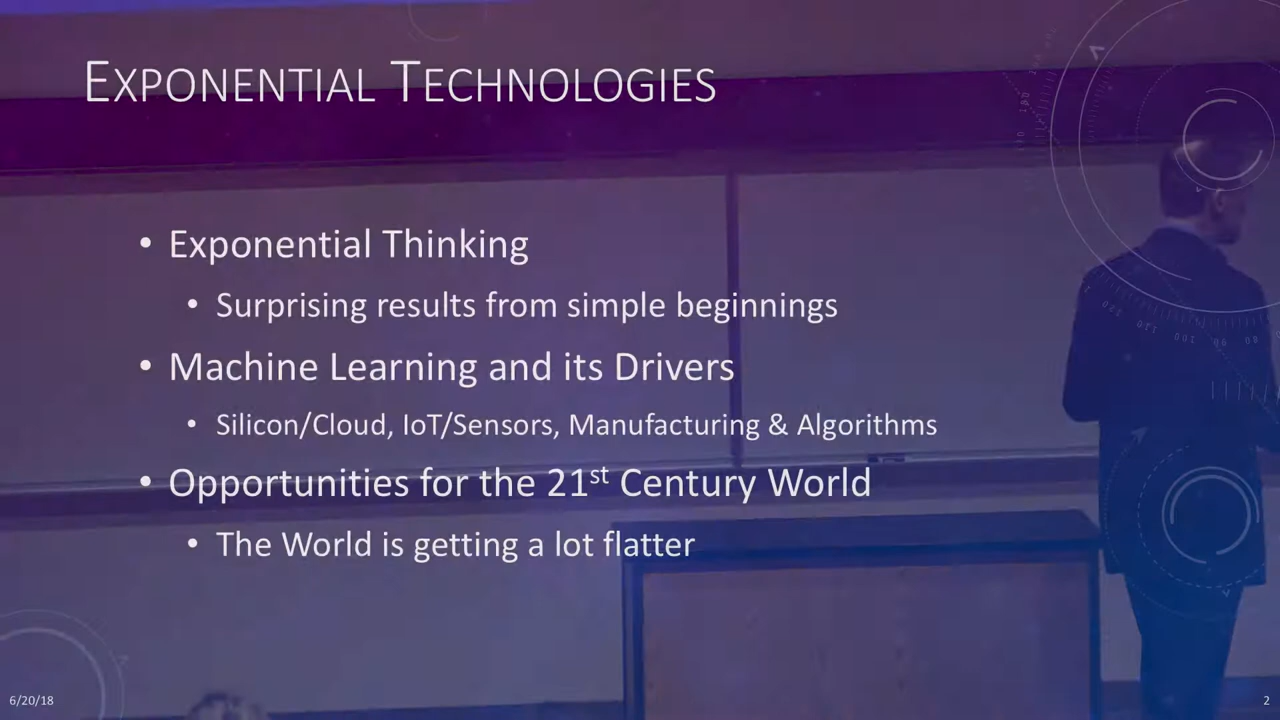 EXPONENTIAL TECHNOLOGIES
• Exponential Thinking
• Surprising results from simple beginnings
• Machine Learning and its Drivers
• Silicon/Cloud, IoT/Sensors, Manufacturing & Algorithms
• Opportunities for the 21st Century World
• The World is getting a lot flatter
6/20/18
2